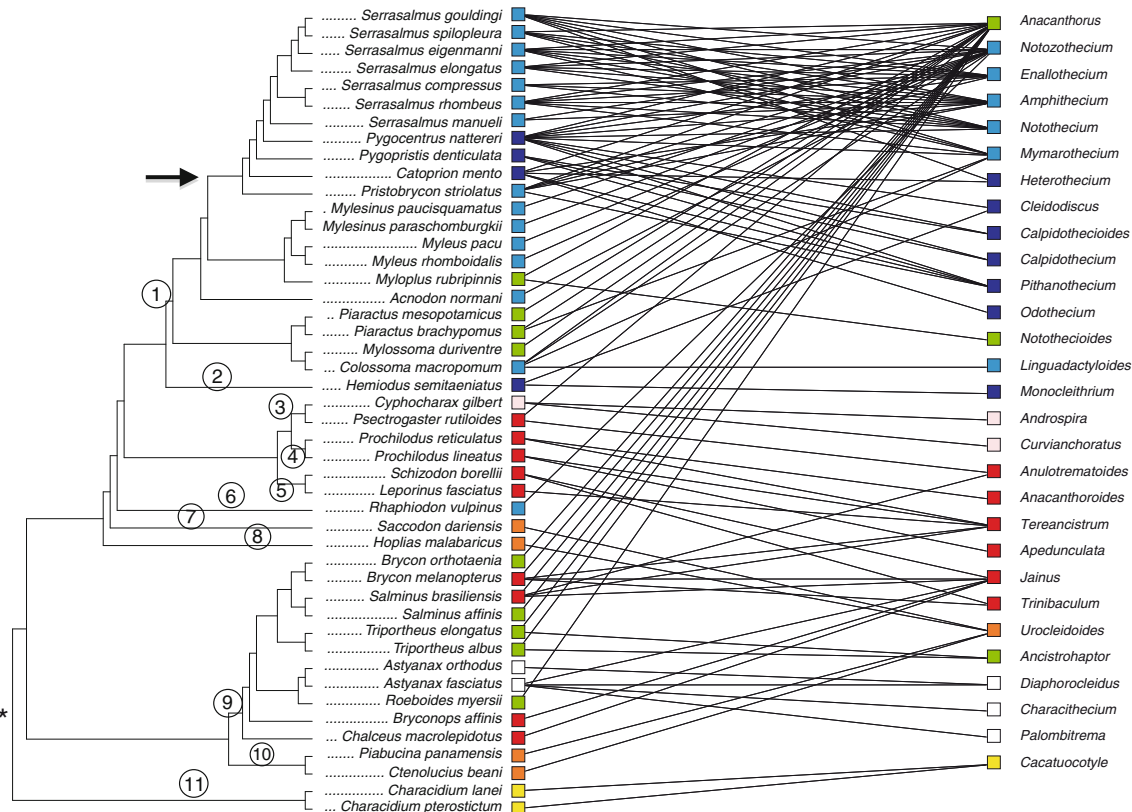 ......... Serrasalmus gouldingi
...... Serrasalmus spilopleura
..... Serrasalmus eigenmanni
........ Serrasalmus elongatus
.... Serrasalmus compressus
....... Serrasalmus rhombeus
.......... Serrasalmus manueli
.......... Pygocentrus nattereri
........ Pygopristis denticulata
............... Catoprion mento
........ Pristobrycon striolatus
. Mylesinus paucisquamatus
Mylesinus paraschomburgkii
...................... Myleus pacu
.......... Myleus rhomboidalis
.......... Myloplus rubripinnis
............... Acnodon normani
.. Piaractus mesopotamicus
....... Piaractus brachypomus
......... Mylossoma duriventre
... Colossoma macropomum
..... Hemiodus semitaeniatus
............ Cyphocharax gilbert
....... Psectrogaster rutiloides
........ Prochilodus reticulatus
............ Prochilodus lineatus
............. Schizodon borellii
............ Leporinus fasciatus
.......... Rhaphiodon vulpinus
............ Saccodon dariensis
........... Hoplias malabaricus
............. Brycon orthotaenia
......... Brycon melanopterus
.......... Salminus brasiliensis
................... Salminus affinis
......... Triportheus elongatus
............... Triportheus albus
............... Astyanax orthodus
............... Astyanax fasciatus
............. Roeboides myersii
............... Bryconops affinis
... Chalceus macrolepidotus
...... Piabucina panamensis
.............. Ctenolucius beani
............... Characidium lanei
... Characidium pterostictum
1
2
3
4
5
6
7
8
9
10
11
*
Anacanthorus
Notozothecium
Enallothecium
Amphithecium
Notothecium
Mymarothecium
Heterothecium
Cleidodiscus
Calpidothecioides
Calpidothecium
Pithanothecium
Odothecium
Notothecioides
Linguadactyloides
Monocleithrium
Androspira
Curvianchoratus
Anulotrematoides
Anacanthoroides
Tereancistrum
Apedunculata
Jainus
Trinibaculum
Urocleidoides
Ancistrohaptor
Diaphorocleidus
Characithecium
Palombitrema
Cacatuocotyle